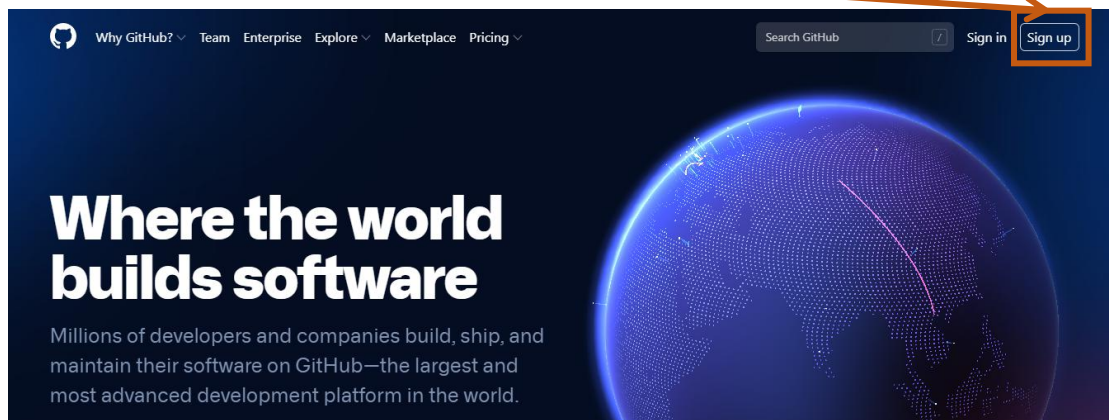 Why GitHub? Team Enterprise Explore Marketplace Pricing Search GitHub / Sign in Sign up
Where the world
builds software
Millions of developers and companies build, ship, and
maintain their software on GitHub—the largest and
most advanced development platform in the world.